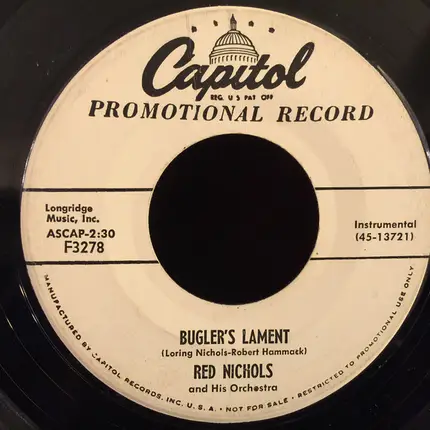 Capitol
REG. U S PAT OFF
PROMOTIONAL RECORD
Longridge
Music, Inc.
ASCAP-2:30
F3278
Instrumental
(45-13721)
BUGLER'S LAMENT
(Loring Nichols-Robert Hammack)
RED NICHOLS
and His Orchestra
MANUFACTURED BY CAPITOL RECORDS, INC. U.S.A. • NOT FOR SALE • RESTRICTED TO PROMOTIONAL USE ONLY